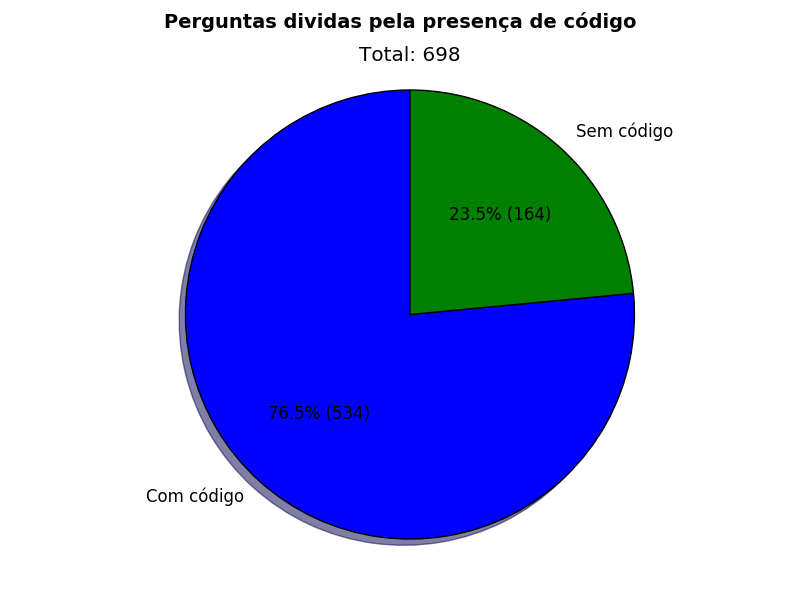 Perguntas dividas pela presença de código
Total: 698
Sem código
23.5% (164)
76.5% (534)
Com código